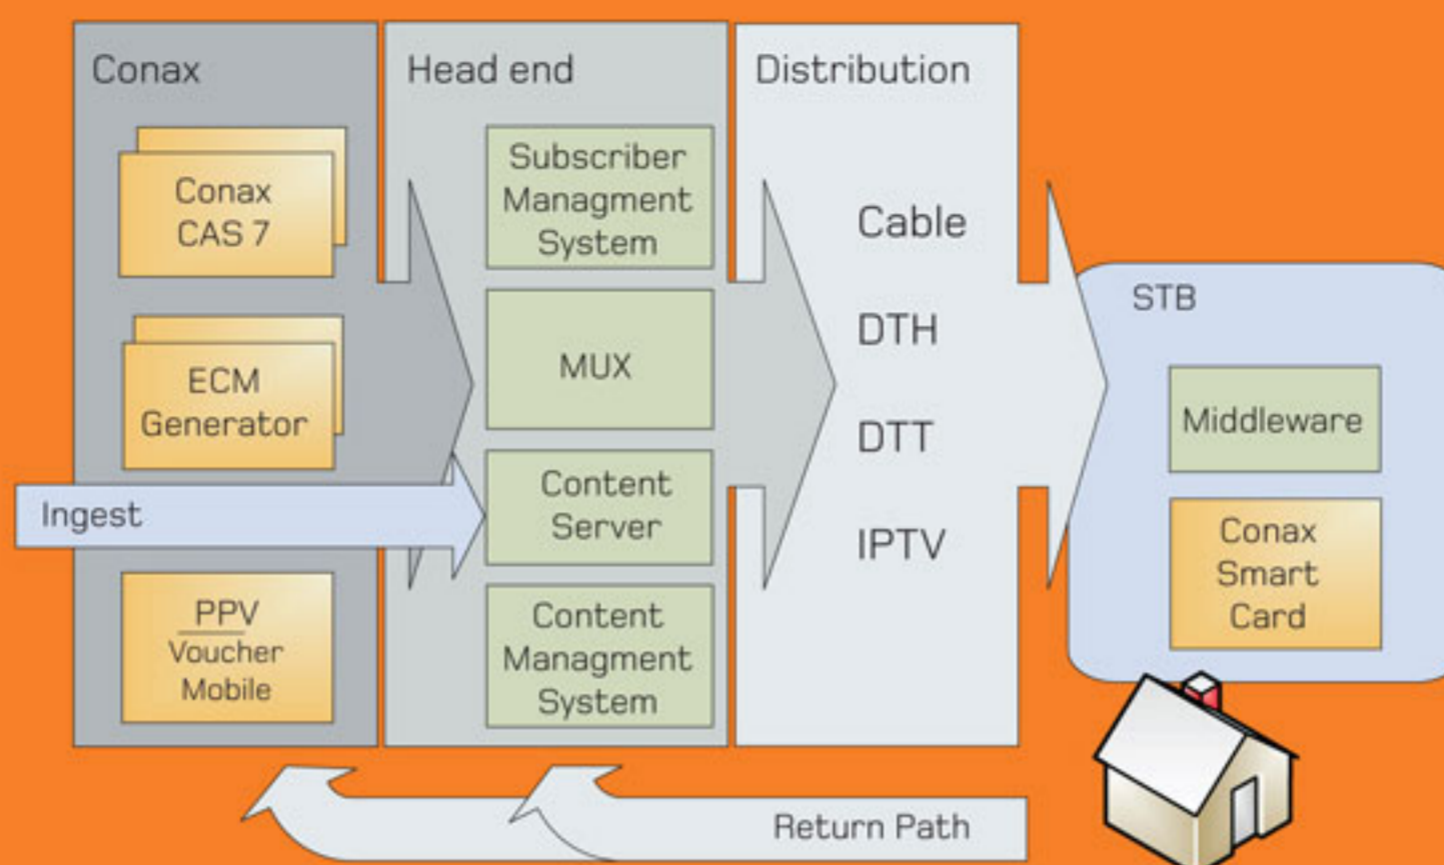 Conax
Conax
CAS 7
ECM
Generator
Ingest
PPV
Voucher
Mobile
Head end
Subscriber
Managment
System
MUX
Content
Server
Content
Managment
System
Distribution
Cable
DTH
DTT
IPTV
STB
Middleware
Conax
Smart
Card
Return Path